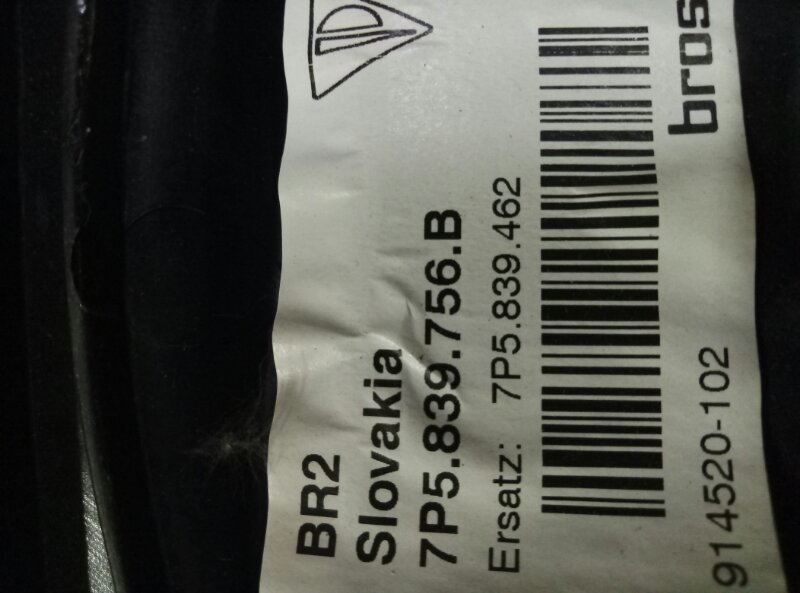 BR2
Slovakia
7P5.839.756.B
Ersatz: 7P5.839.462
914520-102
bros